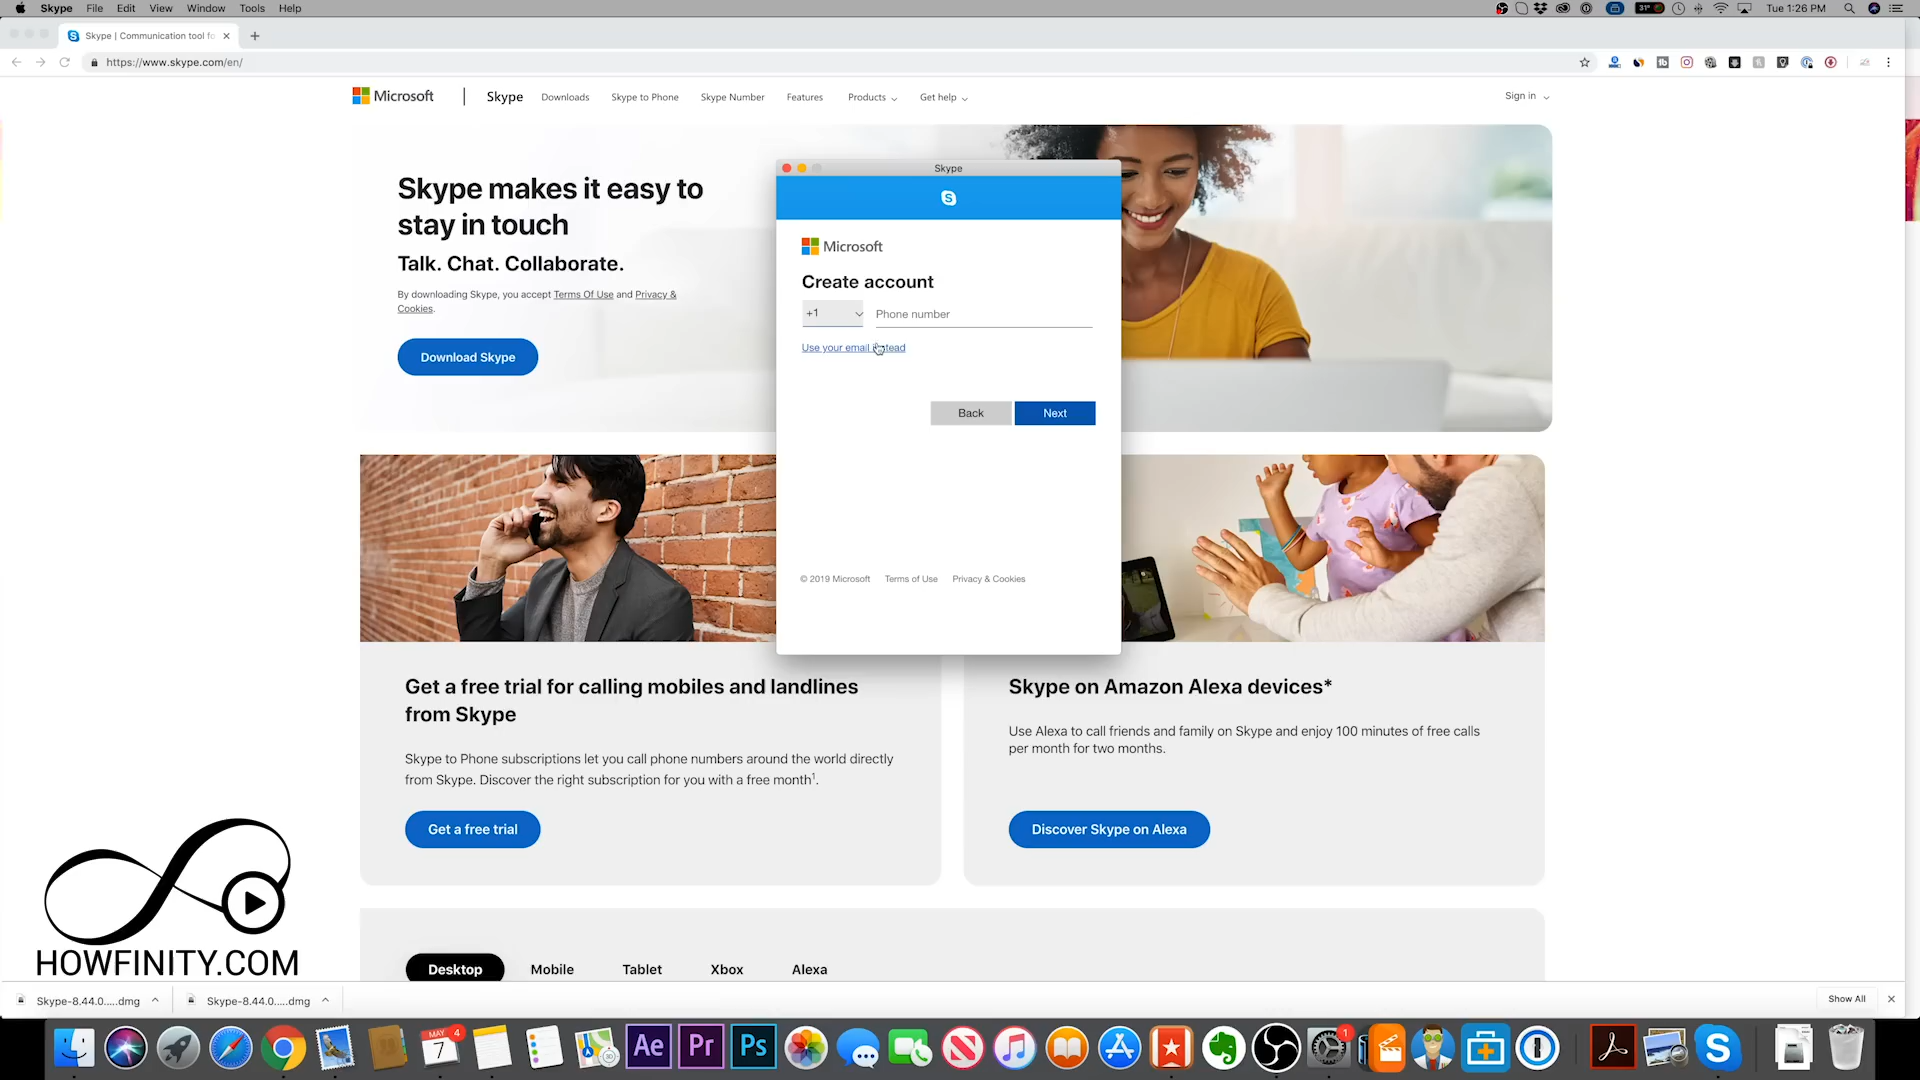 Skype File Edit View Window Tools Help
31°
Tue 1:26 PM
Skype | Communication tool fo
https://www.skype.com/en/
Microsoft
Skype
Downloads
Skype to Phone
Skype Number
Features
Products
Get help
Sign in
Skype makes it easy to
stay in touch
Talk. Chat. Collaborate.
By downloading Skype, you accept Terms Of Use and Privacy &
Cookies.
Download Skype
Skype
Microsoft
Create account
+1
Phone number
Use your email instead
Back
Next
© 2019 Microsoft
Terms of Use
Privacy & Cookies
Get a free trial for calling mobiles and landlines
from Skype
Skype to Phone subscriptions let you call phone numbers around the world directly
from Skype. Discover the right subscription for you with a free month¹.
Get a free trial
Skype on Amazon Alexa devices*
Use Alexa to call friends and family on Skype and enjoy 100 minutes of free calls
per month for two months.
Discover Skype on Alexa
HOWFINITY.COM
Desktop
Mobile
Tablet
Xbox
Alexa
Skype-8.44.0.....dmg
Skype-8.44.0.....dmg
Show All
MAY 4
7
Ae
Pr
Ps
1